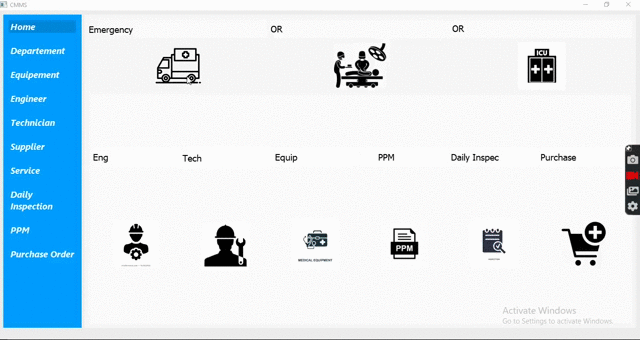 CMMS
Home
Departement
Equipement
Engineer
Technician
Supplier
Service
Daily
Inspection
PPM
Purchase Order
Emergency
OR
OR
ICU
Eng
Tech
Equip
PPM
Daily Inspec
Purchase
MEDICAL EQUIPMENT
PPM
Activate Windows
Go to Settings to activate Windows.